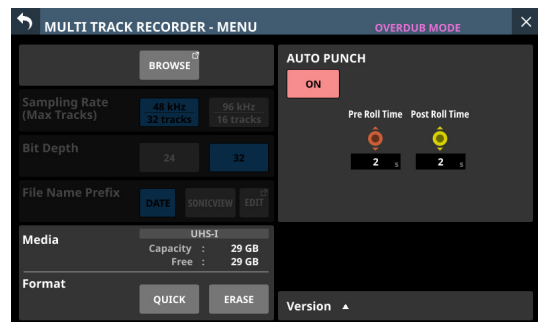 MULTI TRACK RECORDER - MENU
OVERDUB MODE
BROWSE
AUTO PUNCH
ON
Pre Roll Time Post Roll Time
2 s 2 s
Sampling Rate
(Max Tracks)
48 kHz
32 tracks
96 kHz
16 tracks
Bit Depth
24 32
File Name Prefix
DATE SONICVIEW EDIT
Media
UHS-I
Capacity : 29 GB
Free : 29 GB
Format
QUICK ERASE
Version